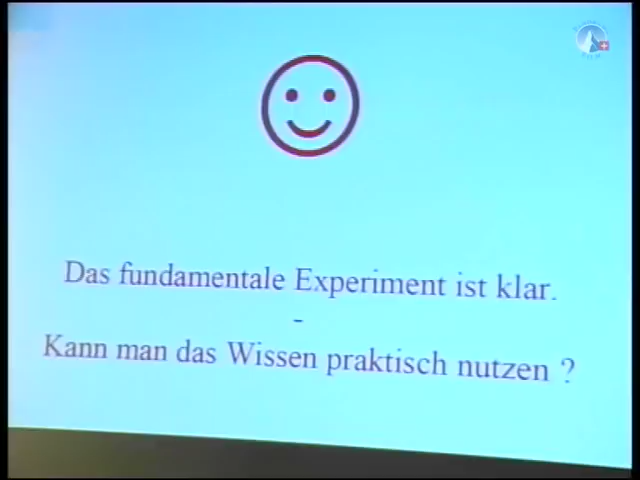 Das fundamentale Experiment ist klar.
-
Kann man das Wissen praktisch nutzen ?